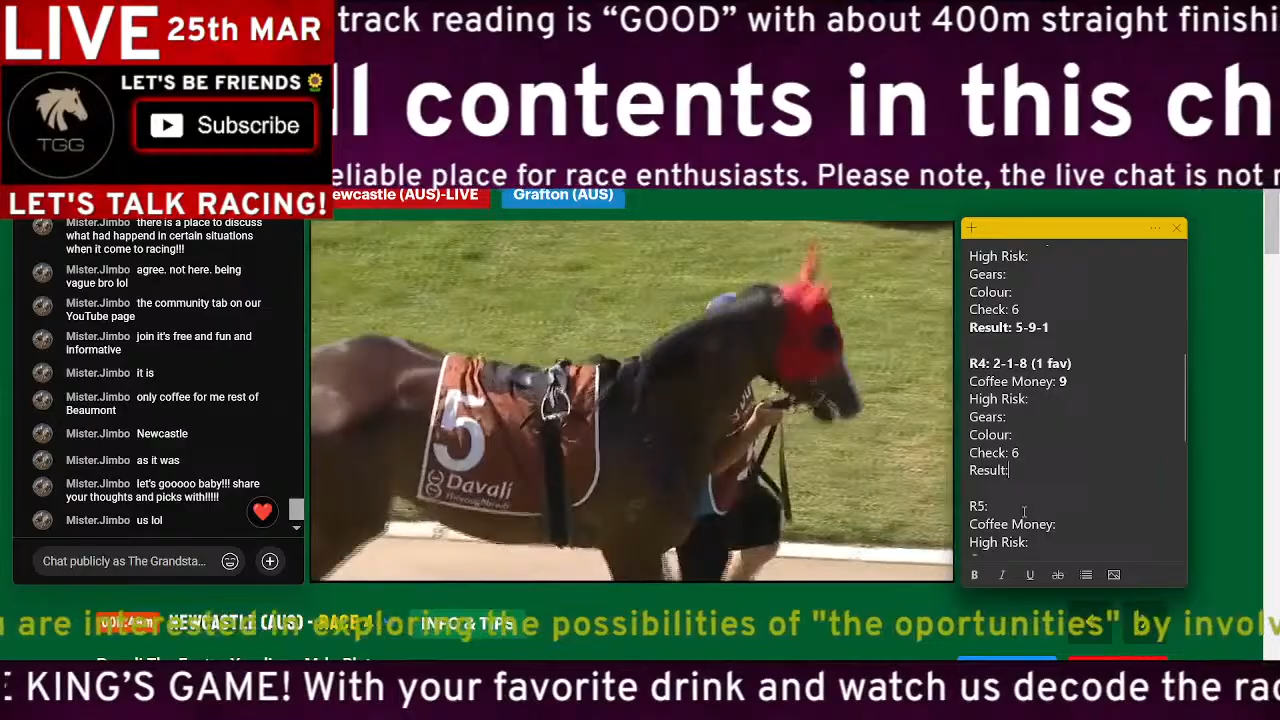 LIVE 25th MAR
track reading is “GOOD” with about 400m straight finishi
LET'S BE FRIENDS 🌻
ll contents in this ch
TGG
Subscribe
eliable place for race enthusiasts. Please note, the live chat is not
LET'S TALK RACING!
ewcastle (AUS)-LIVE
Grafton (AUS)
Mister.Jimbo there is a place to discuss
what had happend in certain situations
when it come to racing!!!
Mister.Jimbo agree. not here. being
vague bro lol
Mister.Jimbo the community tab on our
YouTube page
Mister.Jimbo join it's free and fun and
Informative
Mister.Jimbo it is
Mister.Jimbo only coffee for me rest of
Beaumont
Mister.Jimbo Newcastle
Mister.Jimbo as it was
Mister.Jimbo let's gooooo baby!!! share
your thoughts and picks with!!!!!
Mister.Jimbo us lol
Chat publicly as The Grandsta...
5
Davali
High Risk:
Gears:
Colour:
Check: 6
Result: 5-9-1
R4: 2-1-8 (1 fav)
Coffee Money: 9
High Risk:
Gears:
Colour:
Check: 6
Result:
R5:
Coffee Money:
High Risk:
B I U ab
NEWCASTLE (AUS) - RACE 4
INFO & TIPS
are interested in exploring the possibilities of "the oportunities" by involv
KING’S GAME! With your favorite drink and watch us decode the rac